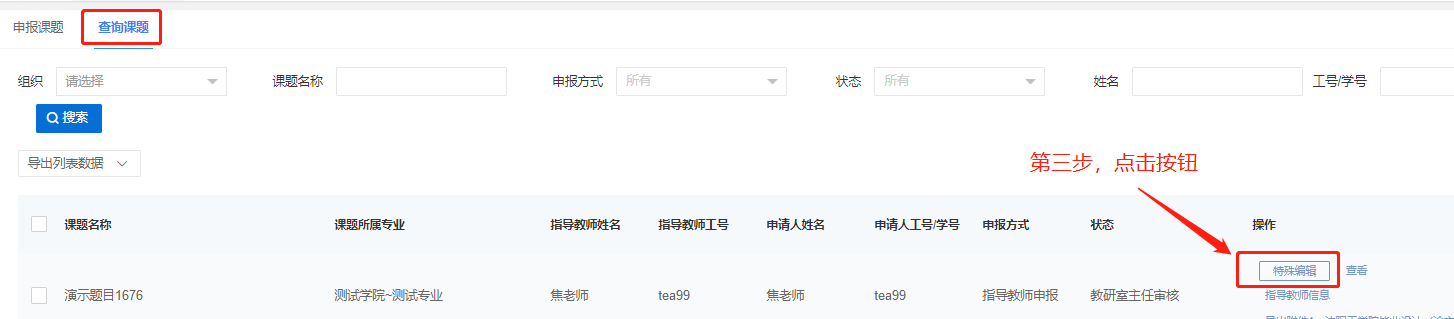 申报课题 查询课题
组织 请选择 课题名称 申报方式 所有 状态 所有 姓名 工号/学号
搜索
导出列表数据
第三步，点击按钮
课题名称 课题所属专业 指导教师姓名 指导教师工号 申请人姓名 申请人工号/学号 申报方式 状态 操作
特殊编辑 查看
演示题目1676 测试学院~测试专业 焦老师 tea99 焦老师 tea99 指导教师申报 教研室主任审核 指导教师信息